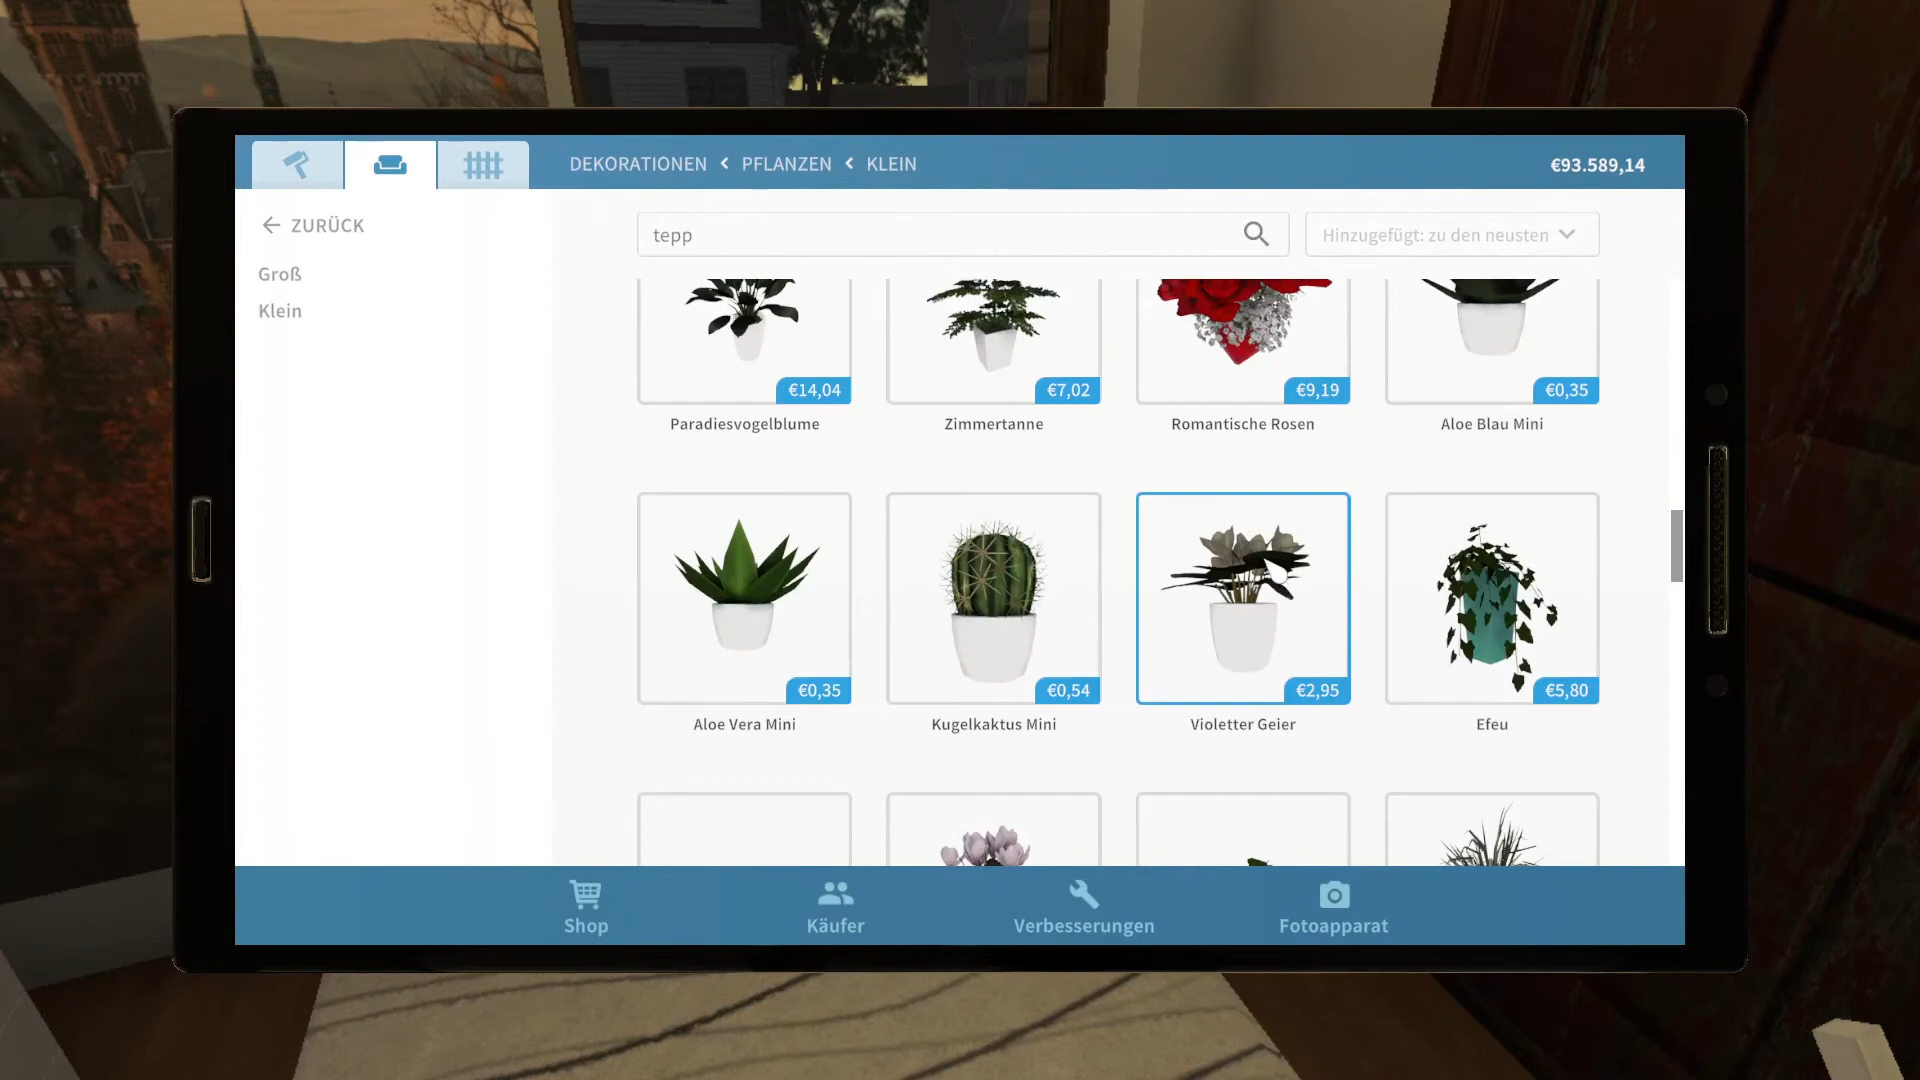 DEKORATIONEN < PFLANZEN < KLEIN
€93.589,14
ZURÜCK
Groß
Klein
tepp
Hinzugefügt: zu den neusten
€14,04
€7,02
€9,19
€0,35
Paradiesvogelblume
Zimmertanne
Romantische Rosen
Aloe Blau Mini
€0,35
€0,54
€2,95
€5,80
Aloe Vera Mini
Kugelkaktus Mini
Violetter Geier
Efeu
Shop
Käufer
Verbesserungen
Fotoapparat